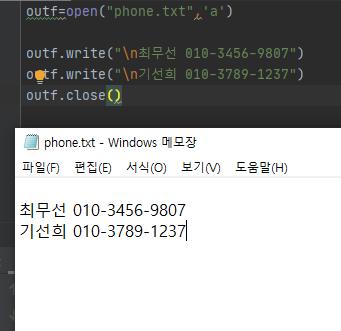 outf=open("phone.txt",'a')
outf.write("\n최무선 010-3456-9807")
outf.write("\n기선희 010-3789-1237")
outf.close()
phone.txt - Windows 메모장
파일(F) 편집(E) 서식(O) 보기(V) 도움말(H)
최무선 010-3456-9807
기선희 010-3789-1237